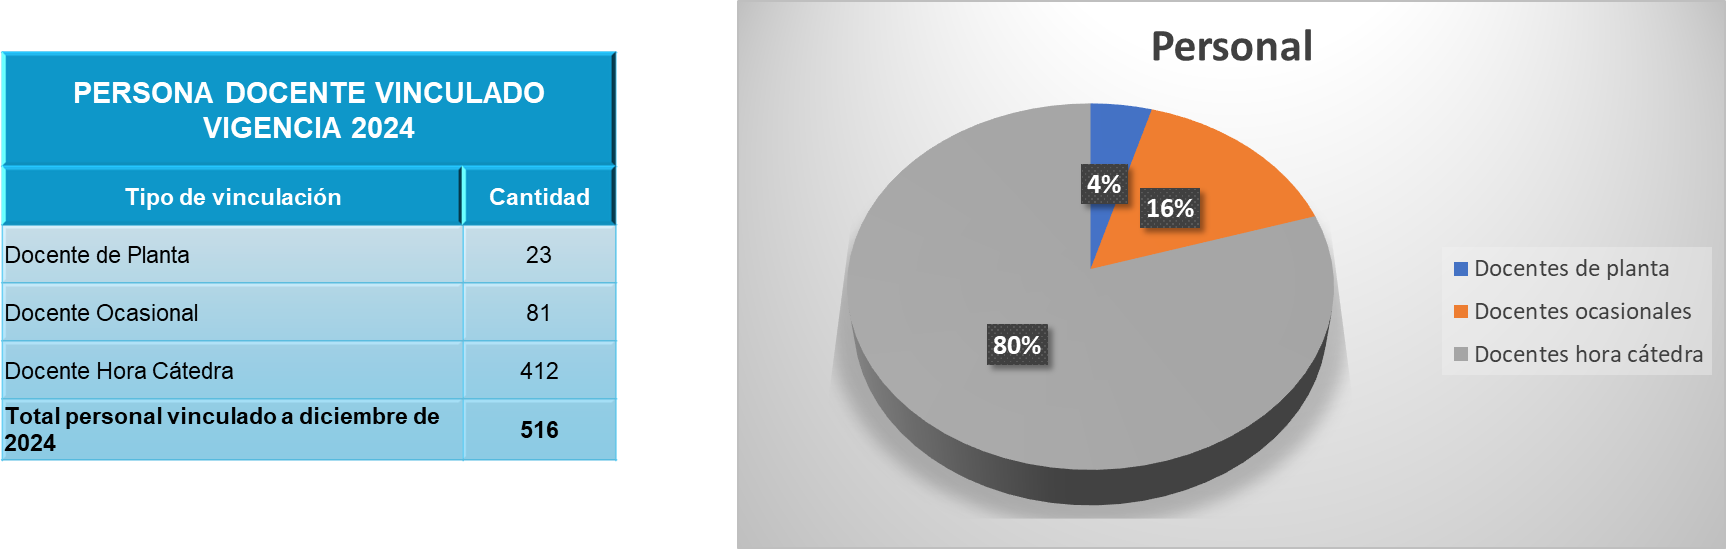 PERSONA DOCENTE VINCULADO
VIGENCIA 2024
Tipo de vinculación Cantidad
Docente de Planta 23
Docente Ocasional 81
Docente Hora Cátedra 412
Total personal vinculado a diciembre de
2024 516
Personal
4%
16%
80%
Docentes de planta
Docentes ocasionales
Docentes hora cátedra